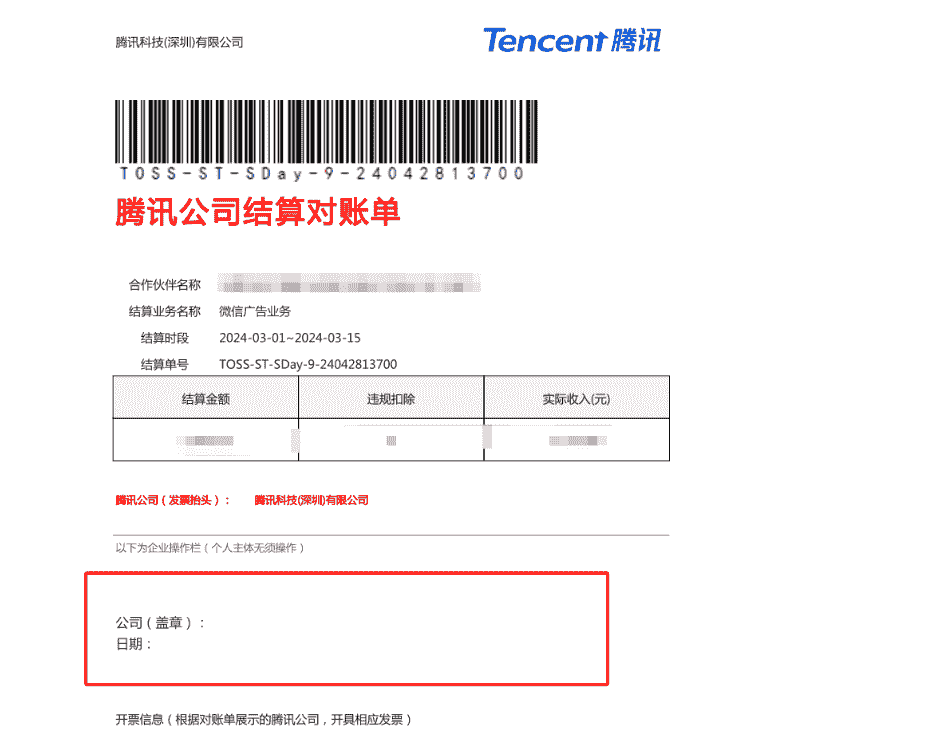 腾讯科技(深圳)有限公司
Tencent 腾讯
TOSS-ST-SDay-9-24042813700
腾讯公司结算对账单
合作伙伴名称
结算业务名称 微信广告业务
结算时段 2024-03-01~2024-03-15
结算单号 TOSS-ST-SDay-9-24042813700
结算金额 违规扣除 实际收入(元)
腾讯公司（发票抬头）： 腾讯科技(深圳)有限公司
以下为企业操作栏（个人主体无须操作）
公司（盖章）：
日期：
开票信息（根据对账单展示的腾讯公司，开具相应发票）